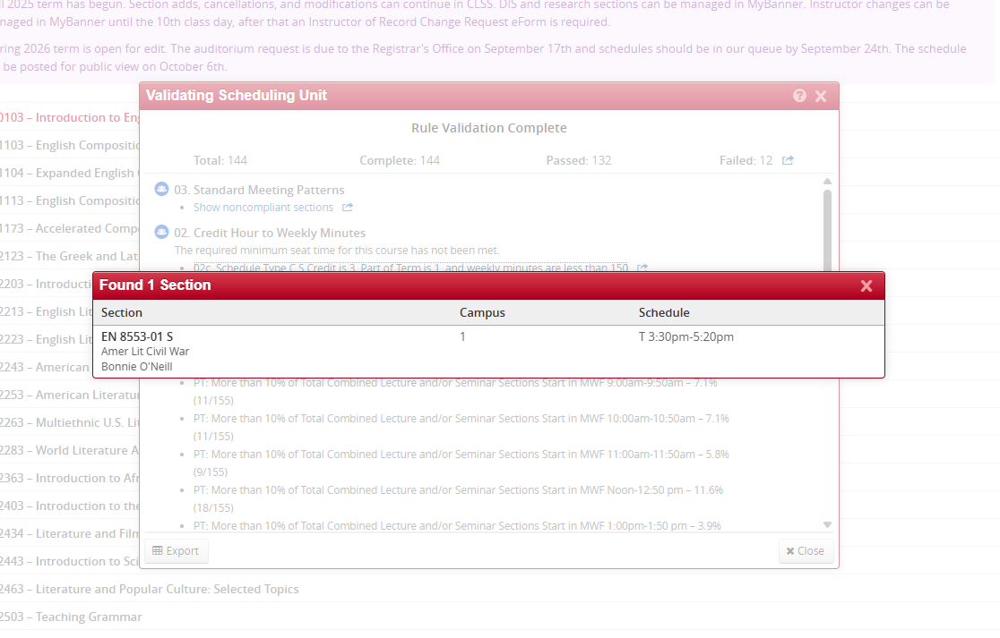 ll 2025 term has begun. Section adds, cancellations, and modifications can continue in CLSS. DIS and research sections can be managed in MyBanner. Instructor changes can be
naged in MyBanner until the 10th class day, after that an Instructor of Record Change Request eForm is required.
ring 2026 term is open for edit. The auditorium request is due to the Registrar's Office on September 17th and schedules should be in our queue by September 24th. The schedule
be posted for public view on October 6th.
Validating Scheduling Unit
Rule Validation Complete
Total: 144 Complete: 144 Passed: 132 Failed: 12
03. Standard Meeting Patterns
• Show noncompliant sections
02. Credit Hour to Weekly Minutes
The required minimum seat time for this course has not been met.
• 02c. Schedule Type C S Credit is 3, Part of Term is 1, and weekly minutes are less than 150
Found 1 Section
Section Campus Schedule
EN 8553-01 S 1 T 3:30pm-5:20pm
Amer Lit Civil War
Bonnie O'Neill
• PT: More than 10% of Total Combined Lecture and/or Seminar Sections Start in MWF 9:00am-9:50am – 7.1%
(11/155)
• PT: More than 10% of Total Combined Lecture and/or Seminar Sections Start in MWF 10:00am-10:50am – 7.1%
(11/155)
• PT: More than 10% of Total Combined Lecture and/or Seminar Sections Start in MWF 11:00am-11:50am – 5.8%
(9/155)
• PT: More than 10% of Total Combined Lecture and/or Seminar Sections Start in MWF Noon-12:50 pm – 11.6%
(18/155)
• PT: More than 10% of Total Combined Lecture and/or Seminar Sections Start in MWF 1:00pm-1:50 pm – 3.9%
Export
Close
0103 – Introduction to Eng
1103 – English Compositio
1104 – Expanded English
1113 – English Compositio
1173 – Accelerated Comp
2123 – The Greek and Lat
2203 – Introducti
2213 – English Lit
2223 – English Lit
2243 – American
2253 – American Literatu
2263 – Multiethnic U.S. Lit
2283 – World Literature A
2363 – Introduction to Afr
2403 – Introduction to the
2434 – Literature and Film
2443 – Introduction to Sci
2463 – Literature and Popular Culture: Selected Topics
2503 – Teaching Grammar